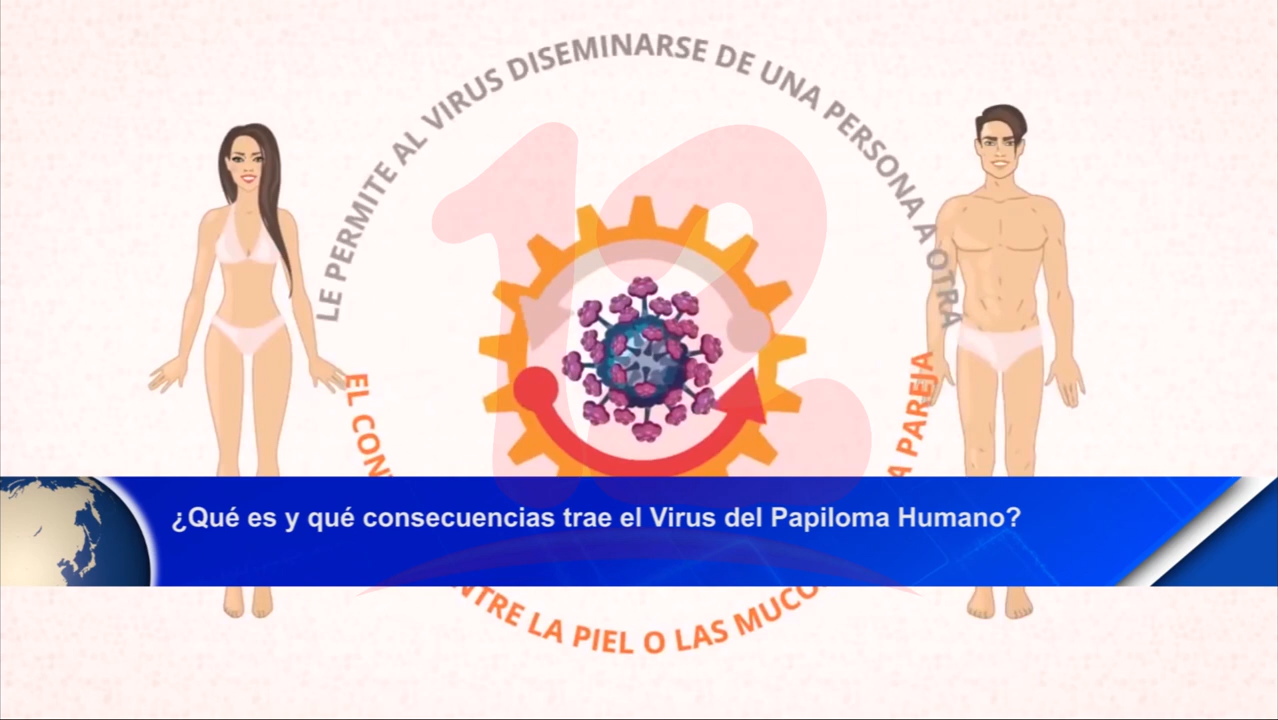 LE PERMITE AL VIRUS DISEMINARSE DE UNA PERSONA A OTRA
12
EL CON
NTRE LA PIEL O LAS MUCO
A PAREJA
¿Qué es y qué consecuencias trae el Virus del Papiloma Humano?